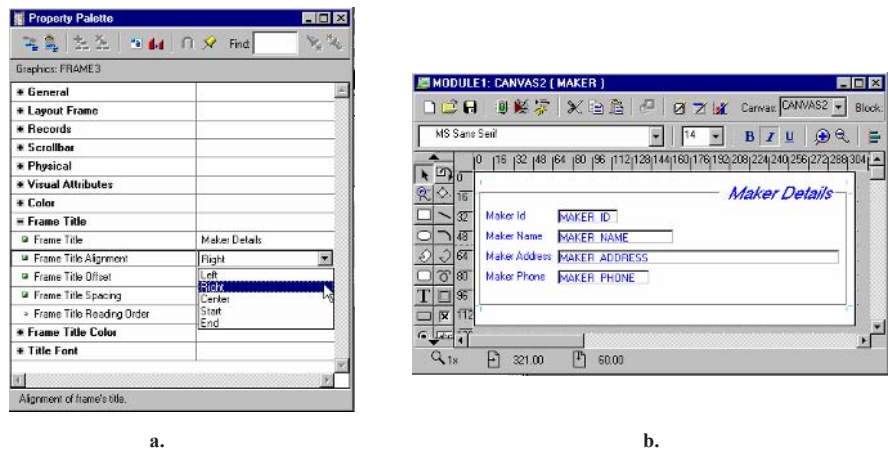 Property Palette
Find:
Graphics: FRAME3
General
Layout Frame
Records
Scrollbar
Physical
Visual Attributes
Color
Frame Title
Frame Title Maker Details
Frame Title Alignment Right
Frame Title Offset
Frame Title Spacing
Frame Title Reading Order
Left
Right
Center
Start
End
Frame Title Color
Title Font
Alignment of frame's title.
a.
MODULE1: CANVAS2 ( MAKER )
Canvas: CANVAS2 Block:
MS Sans Serif 14 B I U
0 16 32 48 64 80 96 112 128 144 160 176 192 208 224 240 256 272 288 304
0
16
32
48
64
80
96
112
Maker Details
Maker Id MAKER_ID
Maker Name MAKER_NAME
Maker Address MAKER_ADDRESS
Maker Phone MAKER_PHONE
1x 321.00 60.00
b.